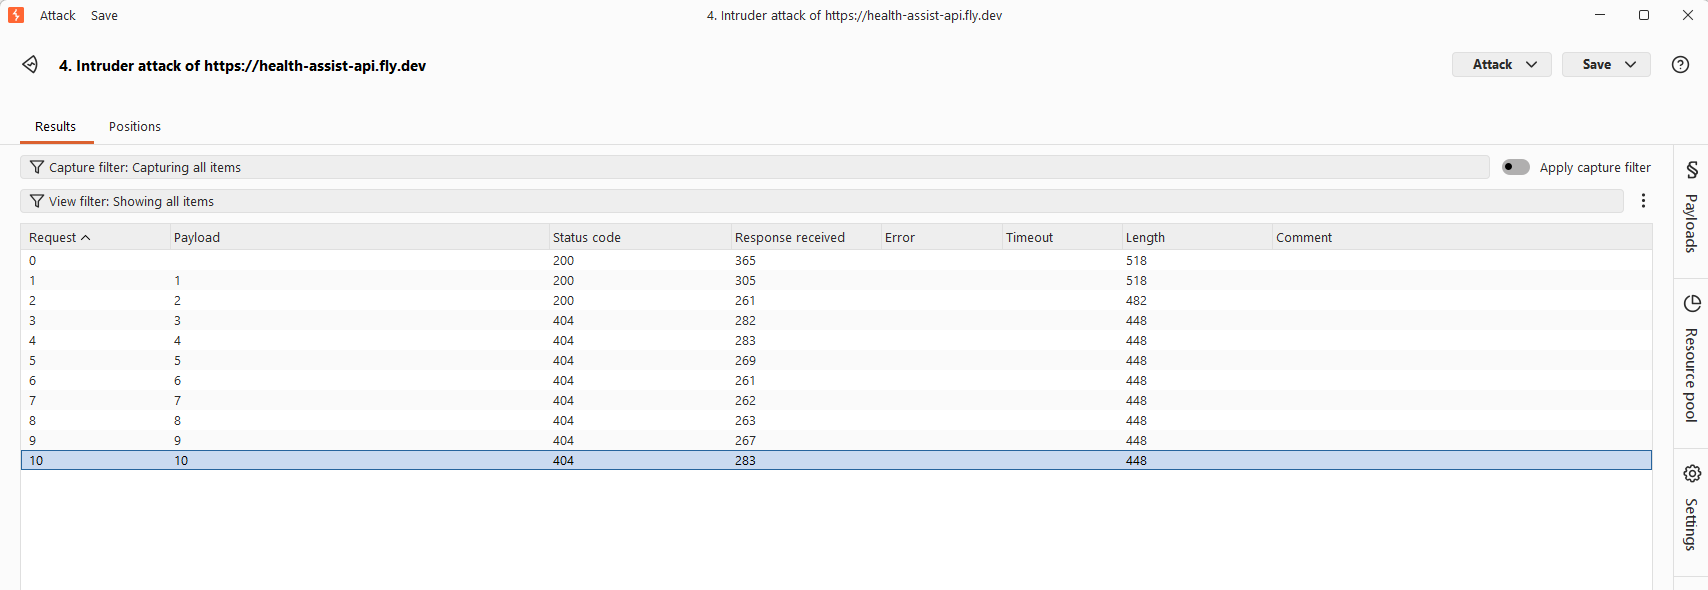 Attack Save 4. Intruder attack of https://health-assist-api.fly.dev
4. Intruder attack of https://health-assist-api.fly.dev Attack Save
Results Positions
Capture filter: Capturing all items Apply capture filter
View filter: Showing all items
Request Payload Status code Response received Error Timeout Length Comment
0 200 365 518
1 1 200 305 518
2 2 200 261 482
3 3 404 282 448
4 4 404 283 448
5 5 404 269 448
6 6 404 261 448
7 7 404 262 448
8 8 404 263 448
9 9 404 267 448
10 10 404 283 448
Payloads
Resource pool
Settings